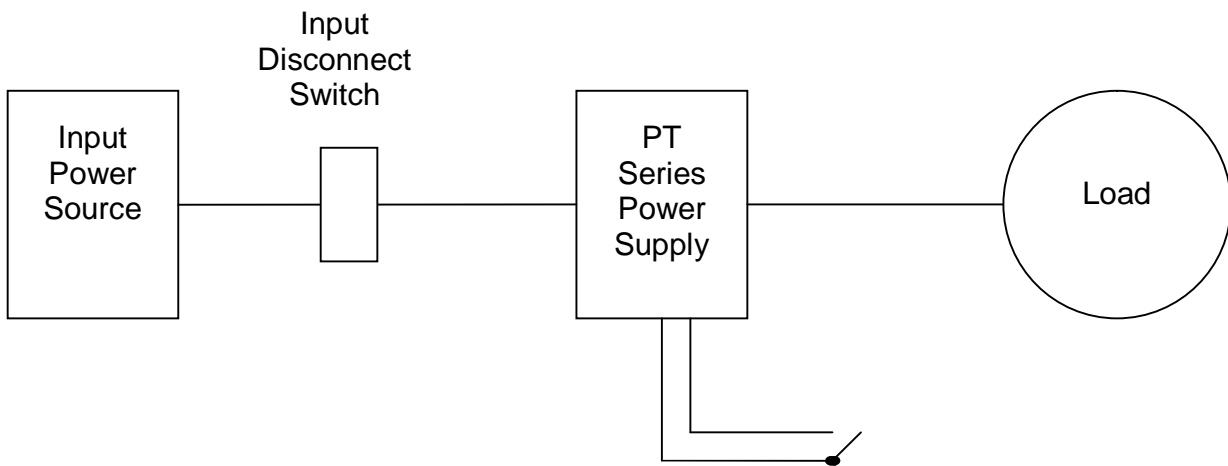 Input
Disconnect
Switch
Input
Power
Source
PT
Series
Power
Supply
Load